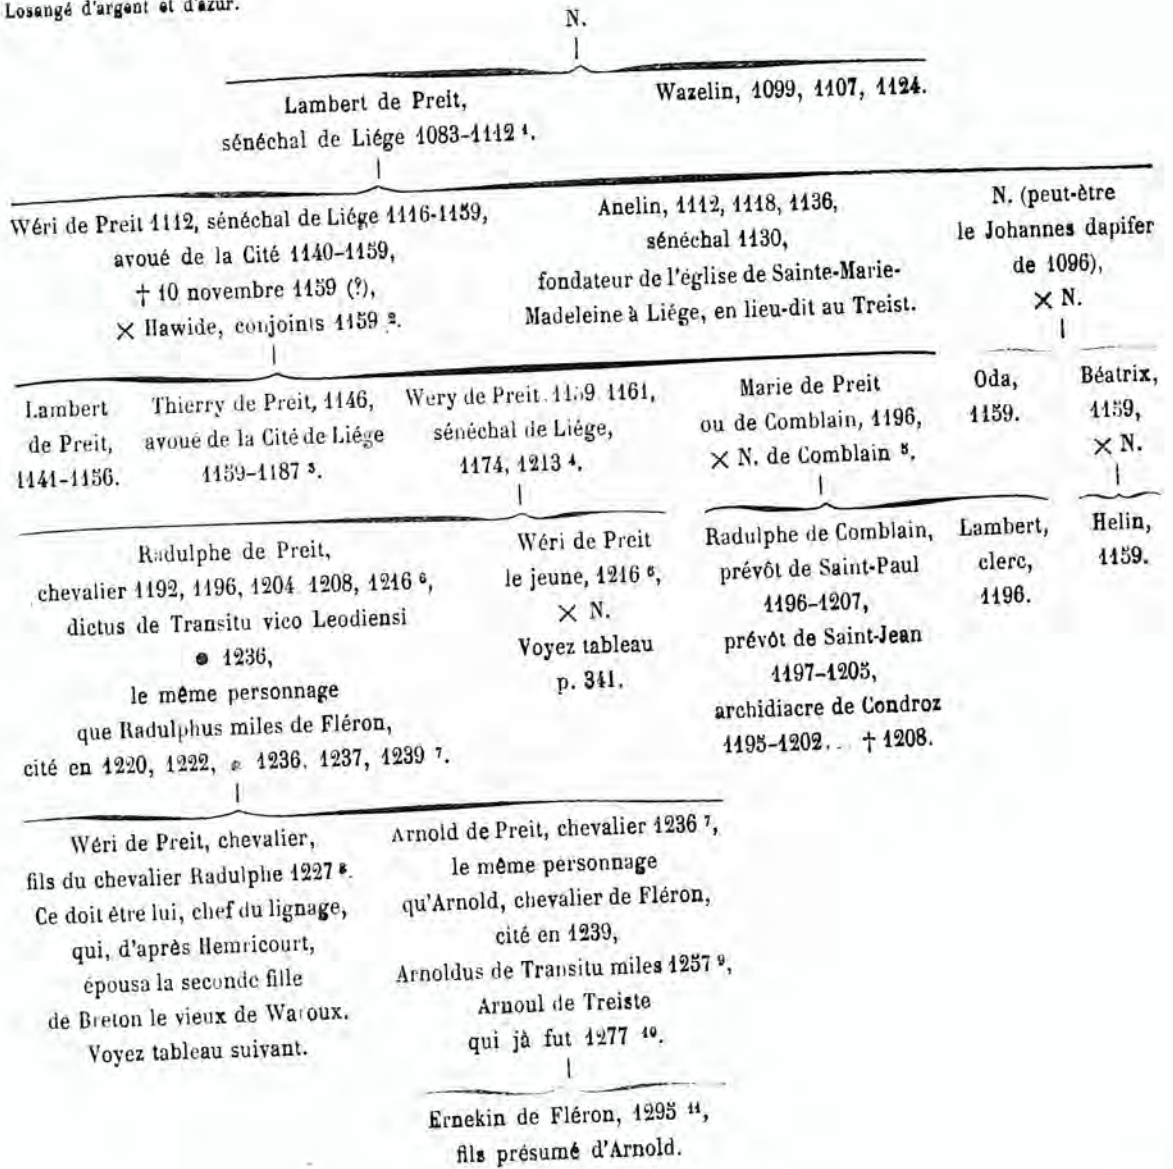 Losangé d'argent et d'azur.
N.
Lambert de Preit,
sénéchal de Liége 1083-1112 1.
Wazelin, 1099, 1107, 1124.
Wéri de Preit 1112, sénéchal de Liége 1116-1159,
avoué de la Cité 1140-1159,
† 10 novembre 1159 (?),
× Hawide, conjoints 1159 2.
Anelin, 1112, 1118, 1136,
sénéchal 1130,
fondateur de l'église de Sainte-Marie-
Madeleine à Liége, en lieu-dit au Treist.
N. (peut-être
le Johannes dapifer
de 1096),
× N.
Lambert
de Preit,
1141-1156.
Thierry de Preit, 1146,
avoué de la Cité de Liége
1159-1187 3.
Wery de Preit 1159 1161,
sénéchal de Liége,
1174, 1213 4.
Marie de Preit
ou de Comblain, 1196,
× N. de Comblain 5.
Oda,
1159.
Béatrix,
1159,
× N.
Radulphe de Preit,
chevalier 1192, 1196, 1204 1208, 1216 6,
dictus de Transitu vico Leodiensi
1236,
le même personnage
que Radulphus miles de Fléron,
cité en 1220, 1222, 1236, 1237, 1239 7.
Wéri de Preit
le jeune, 1216 6,
× N.
Voyez tableau
p. 341.
Radulphe de Comblain,
prévôt de Saint-Paul
1196-1207,
prévôt de Saint-Jean
1197-1205,
archidiacre de Condroz
1195-1202... † 1208.
Lambert,
clerc,
1196.
Helin,
1159.
Wéri de Preit, chevalier,
fils du chevalier Radulphe 1227 8.
Ce doit être lui, chef du lignage,
qui, d'après Hemricourt,
épousa la seconde fille
de Breton le vieux de Waroux.
Voyez tableau suivant.
Arnold de Preit, chevalier 1236 7,
le même personnage
qu'Arnold, chevalier de Fléron,
cité en 1239,
Arnoldus de Transitu miles 1257 9,
Arnoul de Treiste
qui jà fut 1277 10.
Ernekin de Fléron, 1295 11,
fils présumé d'Arnold.